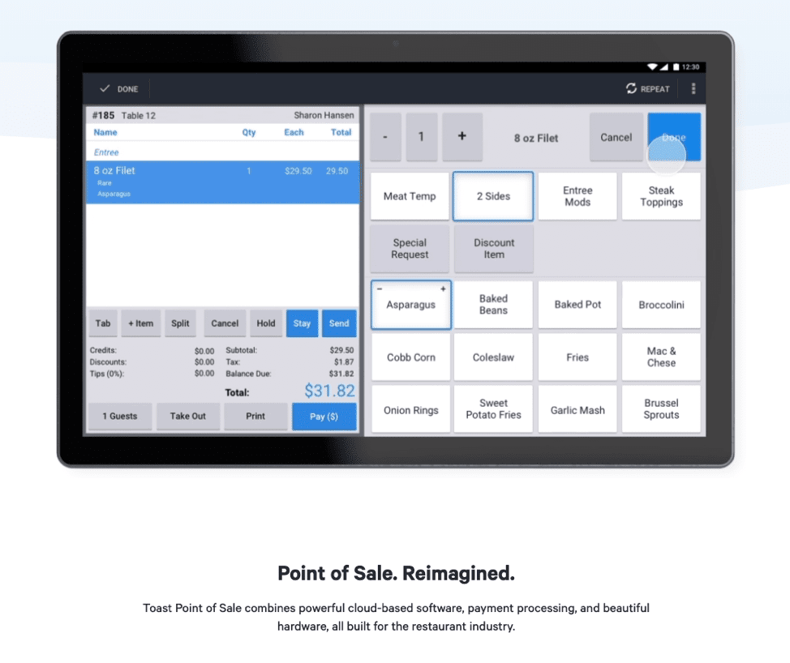 12:30
DONE
REPEAT
#185 Table 12 Sharon Hansen
Name Qty Each Total
Entree
8 oz Filet 1 $29.50 29.50
Rare
Asparagus
- 1 + 8 oz Filet Cancel Done
Meat Temp
2 Sides
Entree
Mods
Steak
Toppings
Special
Request
Discount
Item
- +
Asparagus
Baked
Beans
Baked Pot
Broccolini
Cobb Corn
Coleslaw
Fries
Mac &
Chese
Onion Rings
Sweet
Potato Fries
Garlic Mash
Brussel
Sprouts
Tab + Item Split Cancel Hold Stay Send
Credits: $0.00 Subtotal: $29.50
Discounts: $0.00 Tax: $1.87
Tips (0%): $0.00 Balance Due: $31.82
Total: $31.82
1 Guests Take Out Print Pay ($)
Point of Sale. Reimagined.
Toast Point of Sale combines powerful cloud-based software, payment processing, and beautiful
hardware, all built for the restaurant industry.